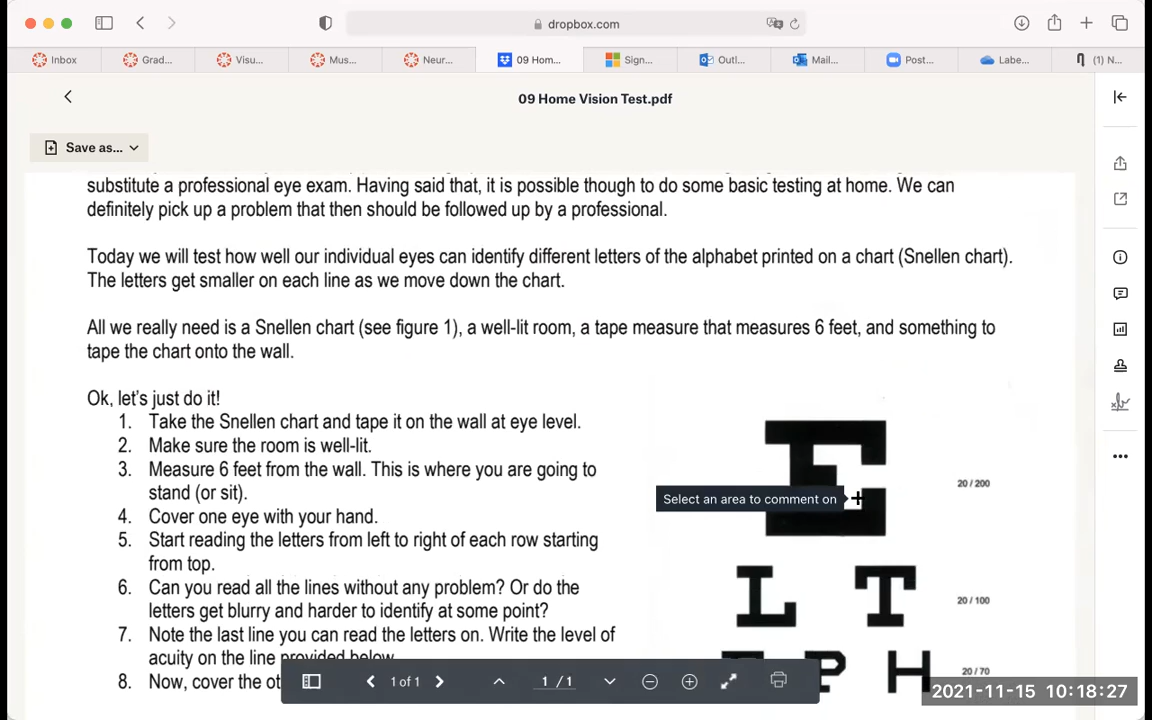 dropbox.com
Inbox
Grad...
Visu...
Mus...
Neur...
09 Hom...
Sign...
Outl...
Mail...
Post...
Labe...
(1) N...
09 Home Vision Test.pdf
Save as...
substitute a professional eye exam. Having said that, it is possible though to do some basic testing at home. We can
definitely pick up a problem that then should be followed up by a professional.
Today we will test how well our individual eyes can identify different letters of the alphabet printed on a chart (Snellen chart).
The letters get smaller on each line as we move down the chart.
All we really need is a Snellen chart (see figure 1), a well-lit room, a tape measure that measures 6 feet, and something to
tape the chart onto the wall.
Ok, let's just do it!
1. Take the Snellen chart and tape it on the wall at eye level.
2. Make sure the room is well-lit.
3. Measure 6 feet from the wall. This is where you are going to
stand (or sit).
4. Cover one eye with your hand.
5. Start reading the letters from left to right of each row starting
from top.
6. Can you read all the lines without any problem? Or do the
letters get blurry and harder to identify at some point?
7. Note the last line you can read the letters on. Write the level of
acuity on the line provided below.
8. Now, cover the ot
E
20 / 200
Select an area to comment on
L T
20 / 100
P H
20 / 70
1 of 1
1 / 1
2021-11-15 10:18:27